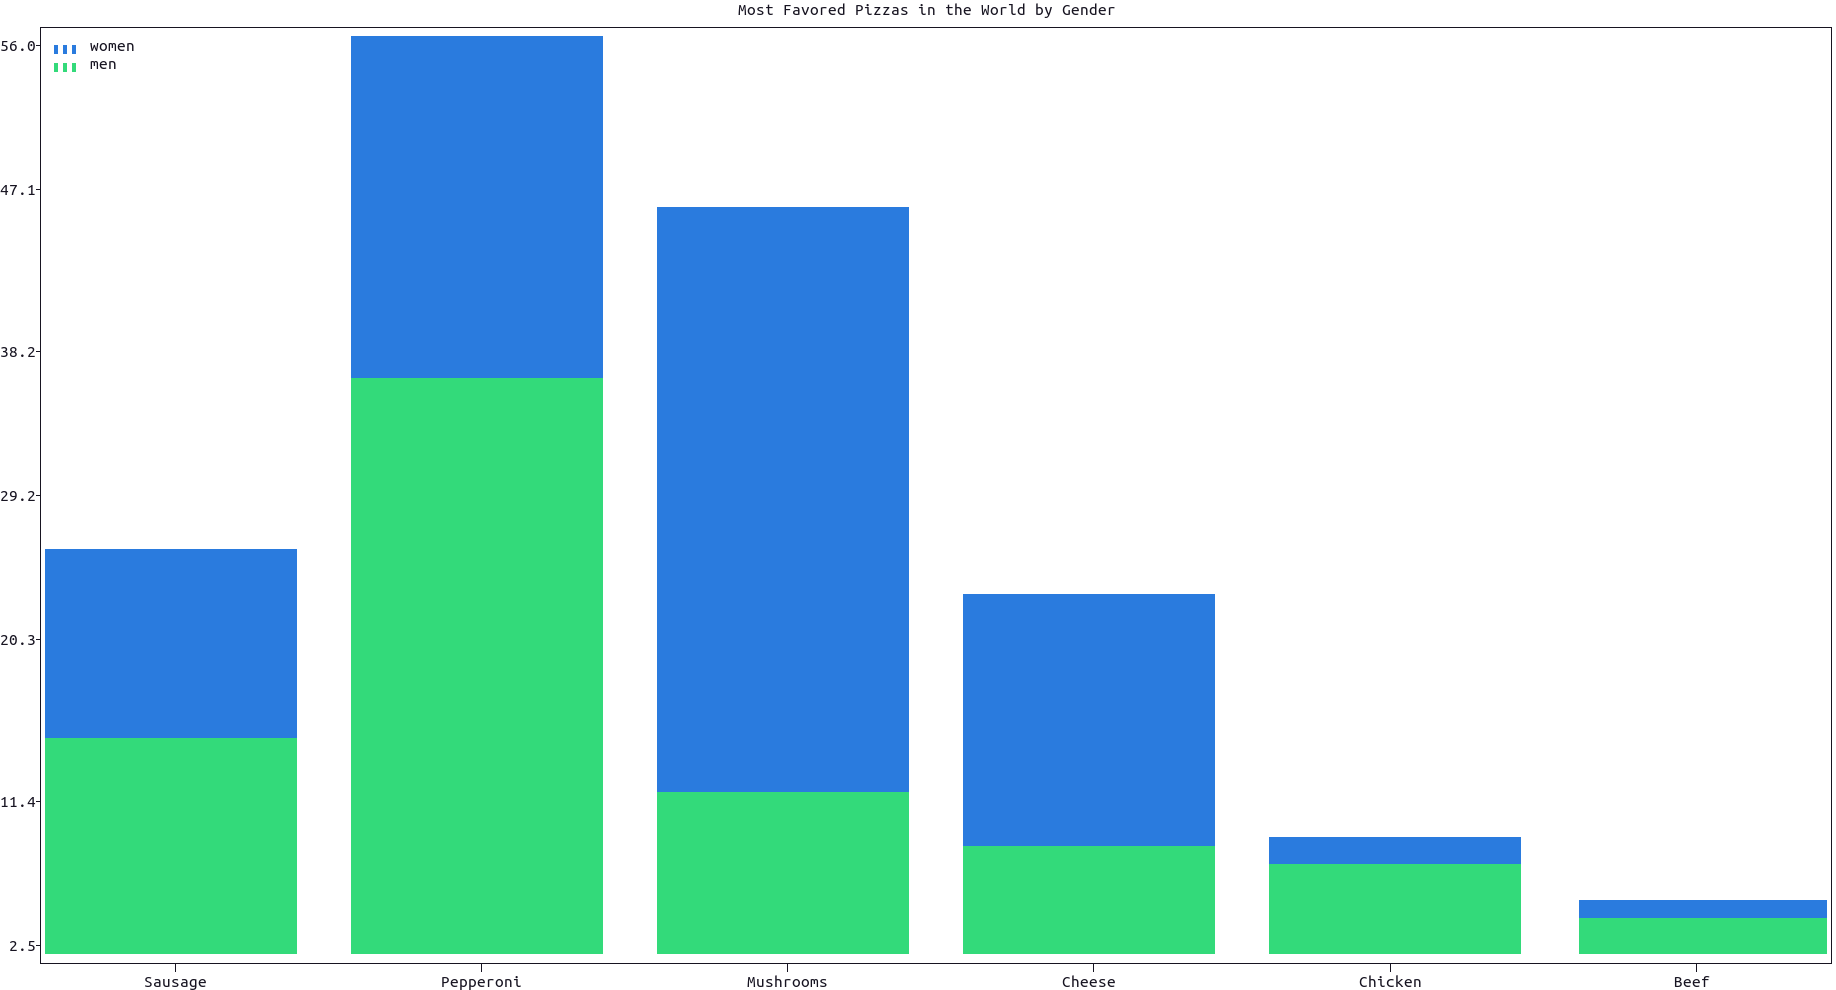 Most Favored Pizzas in the World by Gender
women
men
56.0
47.1
38.2
29.2
20.3
11.4
2.5
Sausage Pepperoni Mushrooms Cheese Chicken Beef